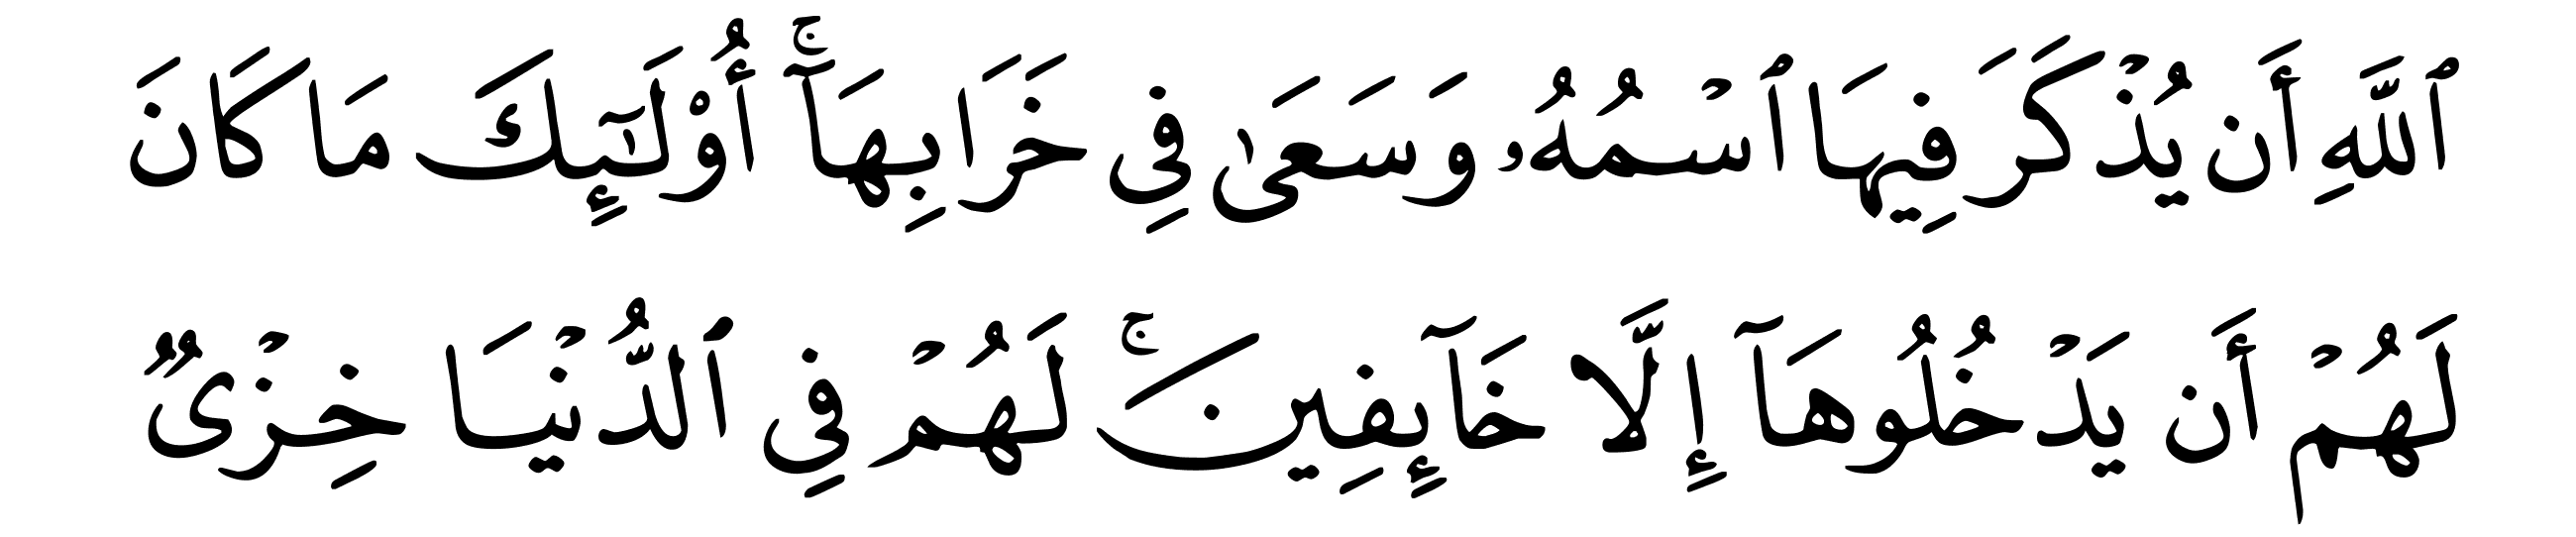 ٱللَّهِ أَن يُذْكَرَ فِيهَا ٱسْمُهُۥ وَسَعَىٰ فِي خَرَابِهَآۚ أُو۟لَـٰٓئِكَ مَا كَانَ
لَهُمْ أَن يَدْخُلُوهَآ إِلَّا خَآئِفِينَۚ لَهُمْ فِي ٱلدُّنْيَا خِزْىٌۭ